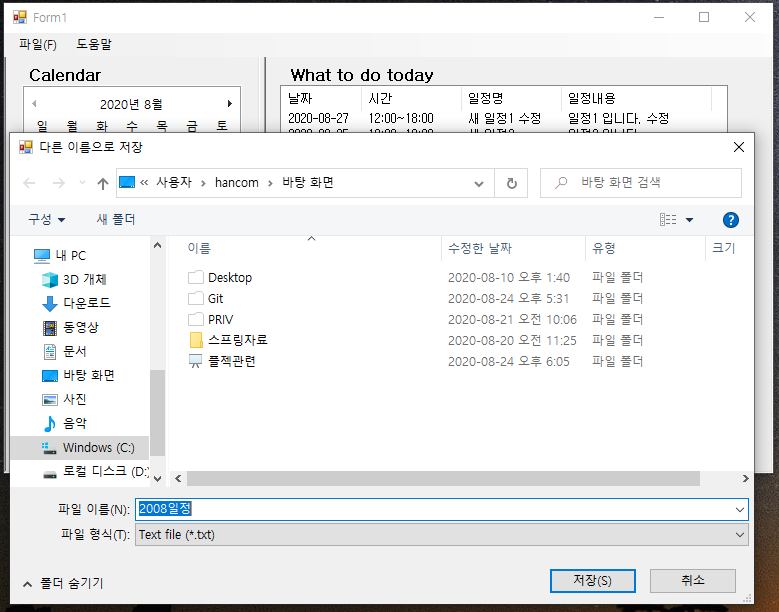 Form1
파일(F) 도움말
Calendar
What to do today
2020년 8월
일 월 화 수 목 금 토
날짜 시간 일정명 일정내용
2020-08-27 12:00~18:00 새 일정1 수정 일정1 입니다, 수정
다른 이름으로 저장
« 사용자 › hancom › 바탕 화면
바탕 화면 검색
구성 새 폴더
이름 수정한 날짜 유형 크기
내 PC
3D 개체
다운로드
동영상
문서
바탕 화면
사진
음악
Windows (C:)
로컬 디스크 (D:)
Desktop 2020-08-10 오후 1:40 파일 폴더
Git 2020-08-24 오후 5:31 파일 폴더
PRIV 2020-08-21 오전 10:06 파일 폴더
스프링자료 2020-08-20 오전 11:25 파일 폴더
플젝관련 2020-08-24 오후 6:05 파일 폴더
파일 이름(N): 2008일정
파일 형식(T): Text file (*.txt)
폴더 숨기기
저장(S) 취소